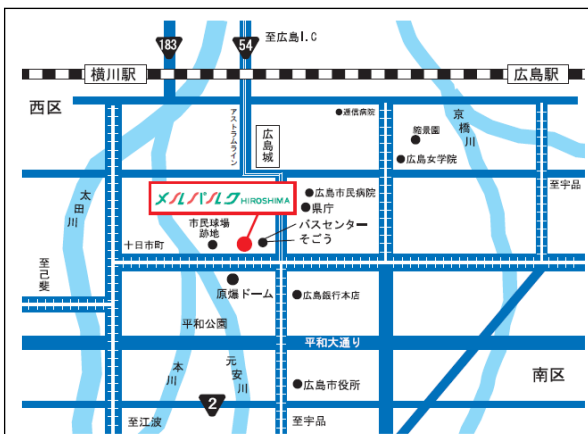 183
54
至広島I.C
横川駅
広島駅
西区
アストラムライン
広島城
逓信病院
縮景園
京橋川
広島女学院
太田川
メルパルク HIROSHIMA
広島市民病院
県庁
至宇品
市民球場
跡地
バスセンター
そごう
十日市町
至己斐
原爆ドーム
広島銀行本店
平和公園
平和大通り
本川
元安川
南区
広島市役所
2
至江波
至宇品